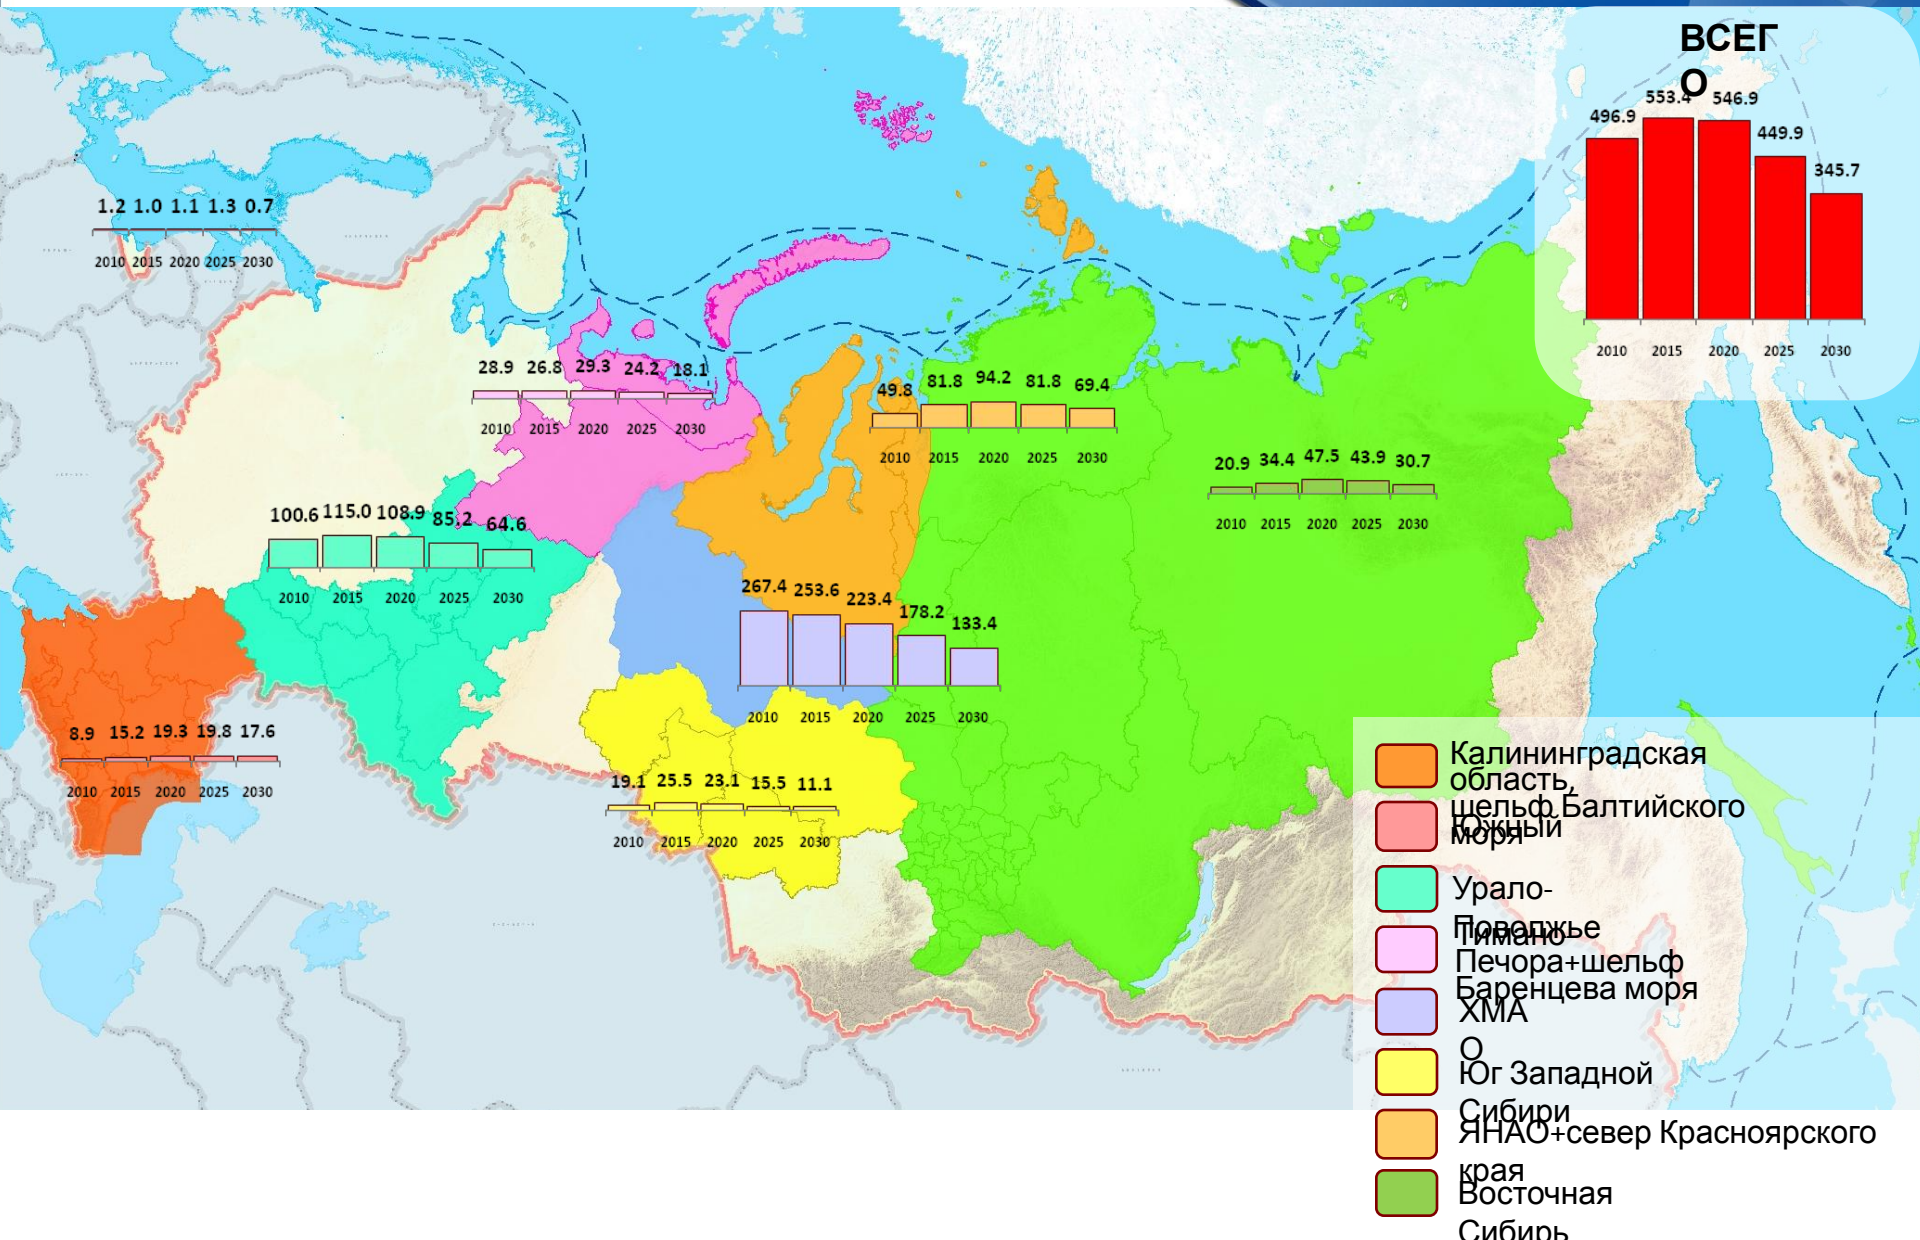 ВСЕГ
О
496.9 553.4 546.9 449.9 345.7
2010 2015 2020 2025 2030
1.2 1.0 1.1 1.3 0.7
2010 2015 2020 2025 2030
28.9 26.8 29.3 24.2 18.1
2010 2015 2020 2025 2030
49.8 81.8 94.2 81.8 69.4
2010 2015 2020 2025 2030
20.9 34.4 47.5 43.9 30.7
2010 2015 2020 2025 2030
100.6 115.0 108.9 85.2 64.6
2010 2015 2020 2025 2030
267.4 253.6 223.4 178.2 133.4
2010 2015 2020 2025 2030
8.9 15.2 19.3 19.8 17.6
2010 2015 2020 2025 2030
19.1 25.5 23.1 15.5 11.1
2010 2015 2020 2025 2030
Калининградская
область,
шельф Балтийского
моря
Южный
Урало-
Поволжье
Тимано-
Печора+шельф
Баренцева моря
ХМА
О
Юг Западной
Сибири
ЯНАО+север Красноярского
края
Восточная
Сибирь